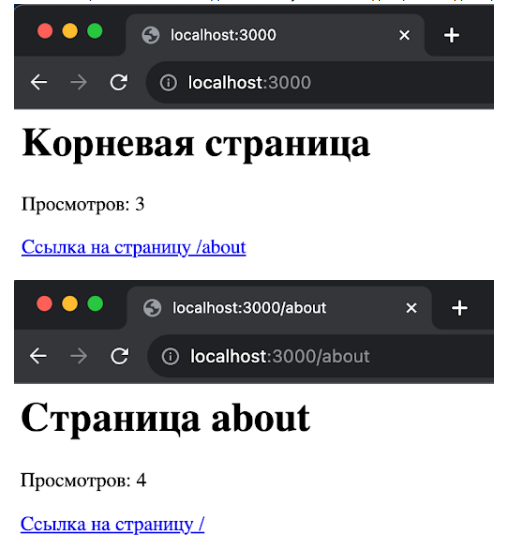 localhost:3000
localhost:3000
Корневая страница
Просмотров: 3
Ссылка на страницу /about
localhost:3000/about
localhost:3000/about
Страница about
Просмотров: 4
Ссылка на страницу /